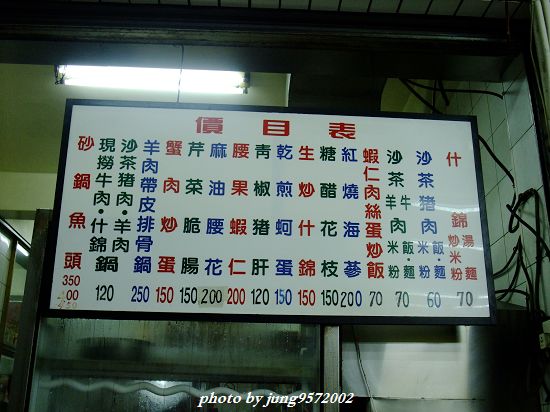 價目表
砂鍋魚頭 350
現撈牛肉·什錦鍋 120
沙茶豬肉·羊肉
羊肉帶皮排骨鍋 250
蟹肉炒蛋 150
芹菜脆腸 150
麻油腰花 200
腰果蝦仁 200
青椒豬肝 120
乾煎蚵蛋 150
生炒什錦 150
糖醋花枝 150
紅燒海蔘 200
蝦仁肉絲蛋炒飯 70
沙茶羊牛肉飯·麵米粉 70
沙茶豬肉飯·麵米粉 60
什錦炒湯米麵粉 70
photo by jung9572002